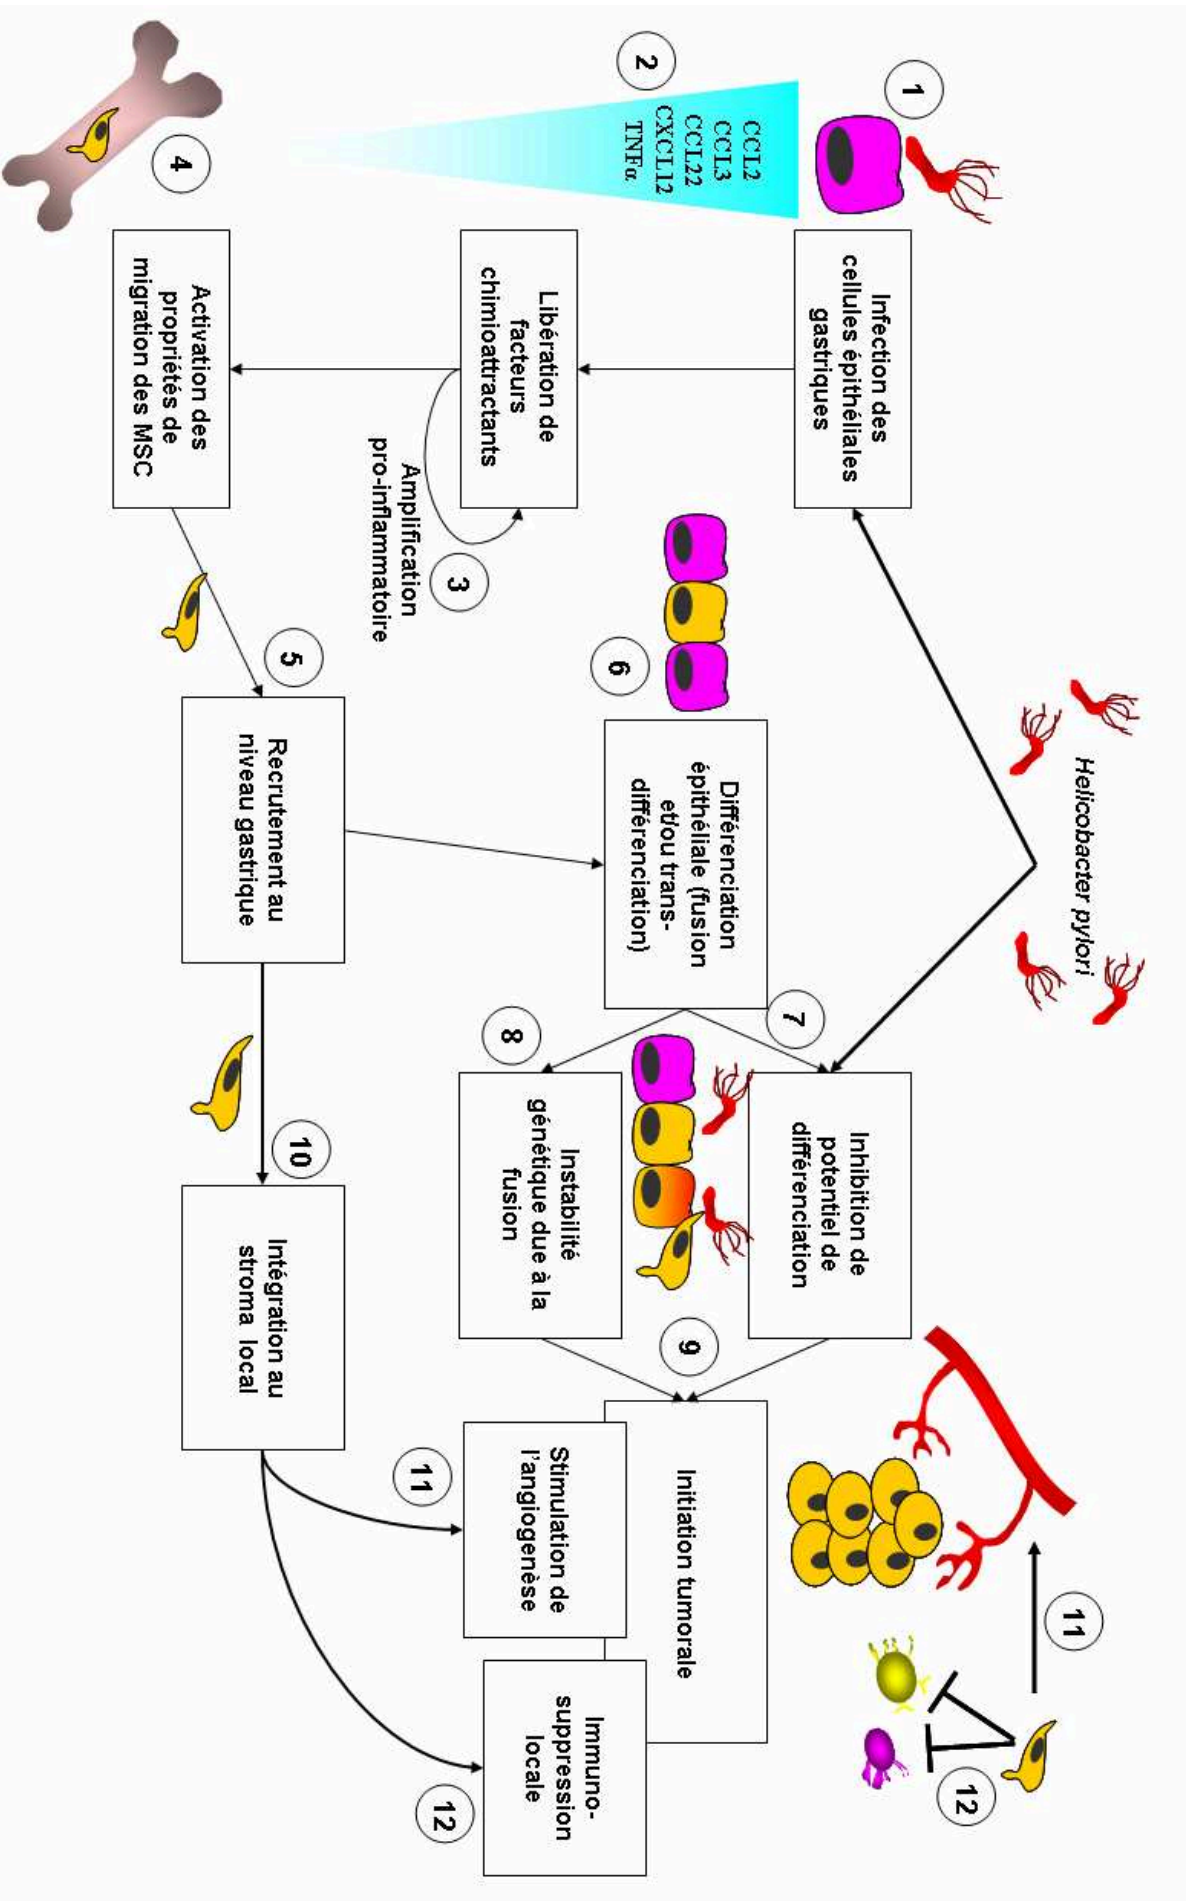 Helicobacter pylori
1
Infection des
cellules épithéliales
gastriques
2
CCL2
CCL3
CCL22
CXCL12
TNFα
Libération de
facteurs
chimioattractants
3
Amplification
pro-inflammatoire
4
Activation des
propriétés de
migration des MSC
5
Recrutement au
niveau gastrique
6
Différenciation
épithéliale (fusion
et/ou trans-
différenciation)
7
Inhibition de
potentiel de
différenciation
8
Instabilité
génétique due à la
fusion
9
Initiation tumorale
10
Intégration au
stroma local
11
Stimulation de
l'angiogenèse
12
Immuno-
suppression
locale
11
12